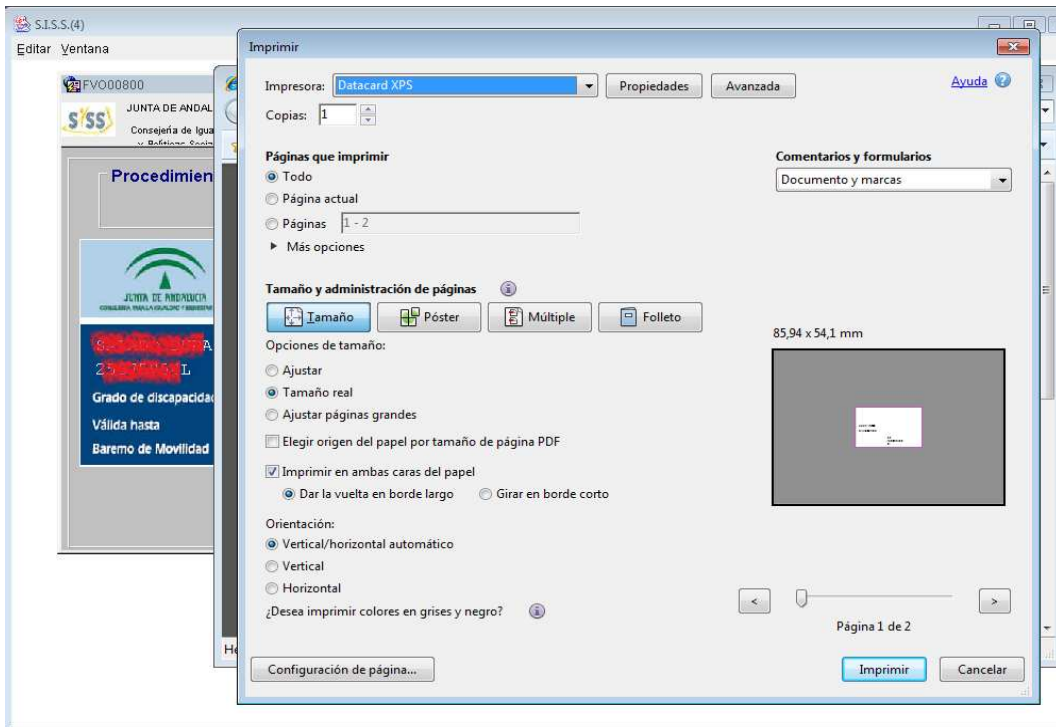 S.I.S.S.(4)
Editar Ventana
FVO00800
SISS
JUNTA DE ANDAL
Consejería de Igua
Procedimien
JUNTA DE ANDALUCIA
L
Grado de discapacidad
Válida hasta
Baremo de Movilidad
Imprimir
Impresora: Datacard XPS Propiedades Avanzada Ayuda
Copias: 1
Páginas que imprimir
Todo
Página actual
Páginas 1 - 2
Más opciones
Comentarios y formularios
Documento y marcas
Tamaño y administración de páginas
Tamaño Póster Múltiple Folleto
Opciones de tamaño:
Ajustar
Tamaño real
Ajustar páginas grandes
Elegir origen del papel por tamaño de página PDF
Imprimir en ambas caras del papel
Dar la vuelta en borde largo Girar en borde corto
Orientación:
Vertical/horizontal automático
Vertical
Horizontal
¿Desea imprimir colores en grises y negro?
85,94 x 54,1 mm
< >
Página 1 de 2
He
Configuración de página... Imprimir Cancelar